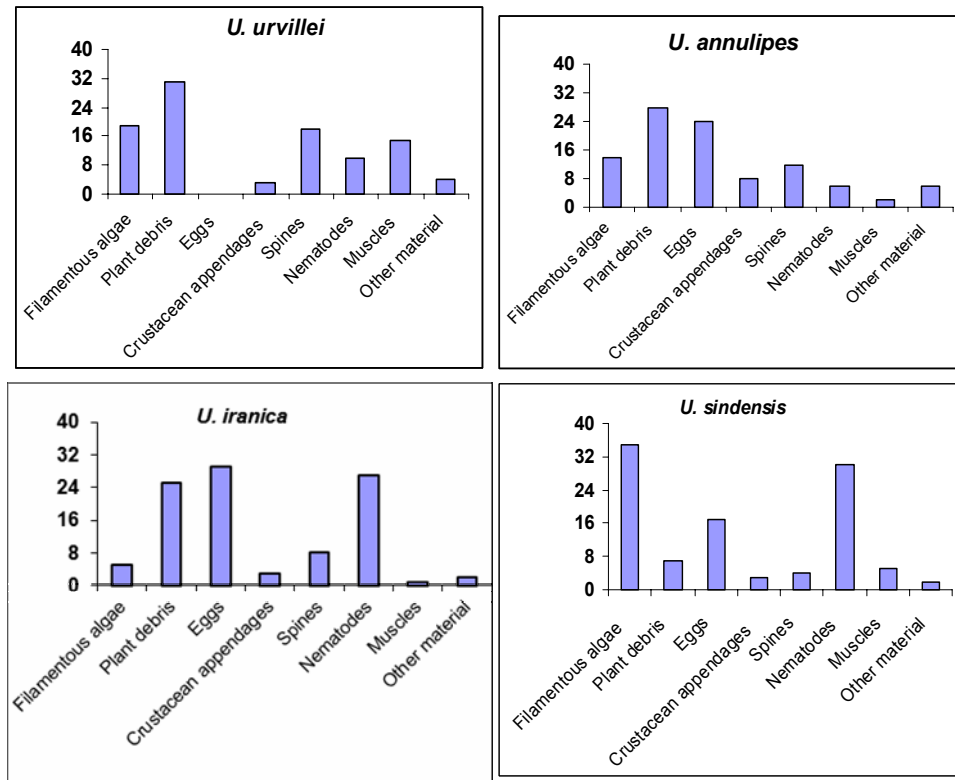 U. urvillei
40
32
24
16
8
0
Filamentous algae
Plant debris
Eggs
Crustacean appendages
Spines
Nematodes
Muscles
Other material
U. annulipes
40
32
24
16
8
0
Filamentous algae
Plant debris
Eggs
Crustacean appendages
Spines
Nematodes
Muscles
Other material
U. iranica
40
32
24
16
8
0
Filamentous algae
Plant debris
Eggs
Crustacean appendages
Spines
Nematodes
Muscles
Other material
U. sindensis
40
32
24
16
8
0
Filamentous algae
Plant debris
Eggs
Crustacean appendages
Spines
Nematodes
Muscles
Other material